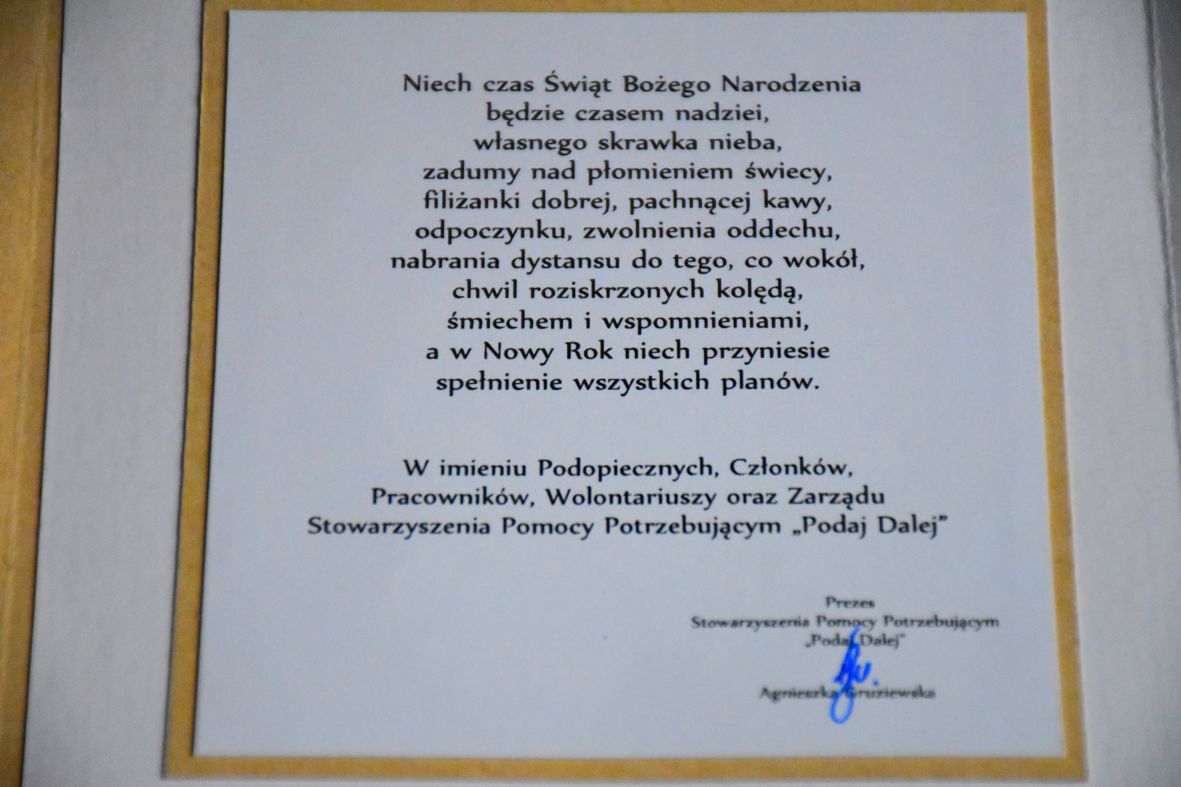 Niech czas Świąt Bożego Narodzenia
będzie czasem nadziei,
własnego skrawka nieba,
zadumy nad płomieniem świecy,
filiżanki dobrej, pachnącej kawy,
odpoczynku, zwolnienia oddechu,
nabrania dystansu do tego, co wokół,
chwil roziskrzonych kolędą,
śmiechem i wspomnieniami,
a w Nowy Rok niech przyniesie
spełnienie wszystkich planów.
W imieniu Podopiecznych, Członków,
Pracowników, Wolontariuszy oraz Zarządu
Stowarzyszenia Pomocy Potrzebującym „Podaj Dalej”
Prezes
Stowarzyszenia Pomocy Potrzebującym
„Podaj Dalej”
Agnieszka